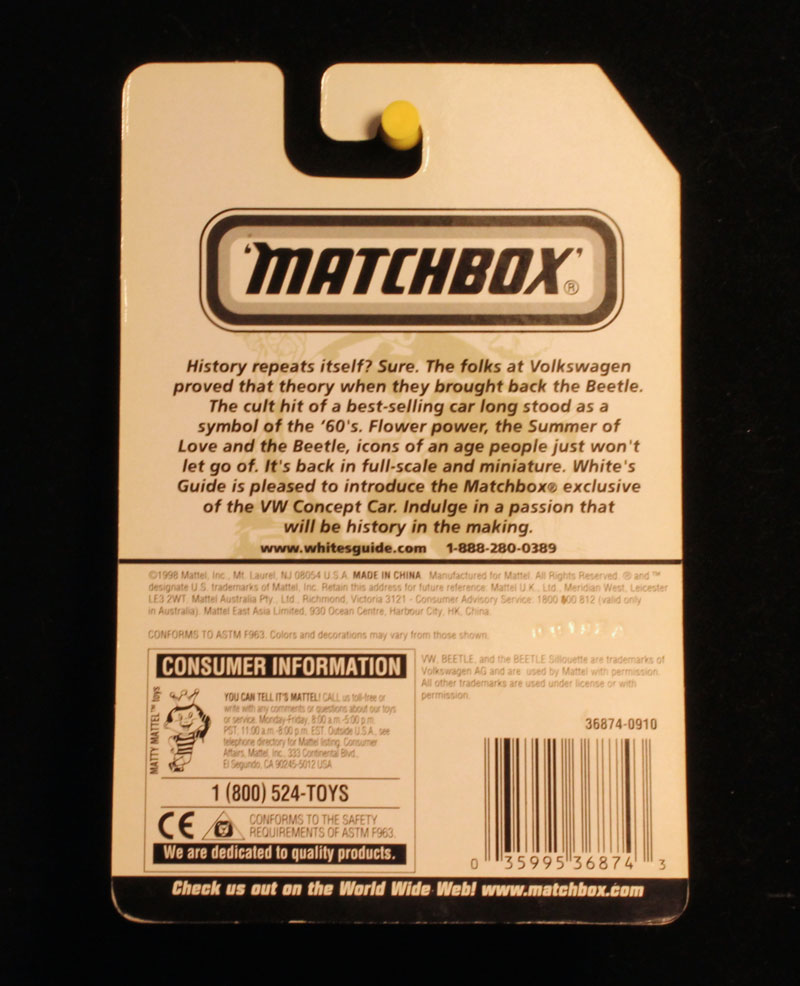 'MATCHBOX'®
History repeats itself? Sure. The folks at Volkswagen
proved that theory when they brought back the Beetle.
The cult hit of a best-selling car long stood as a
symbol of the '60's. Flower power, the Summer of
Love and the Beetle, icons of an age people just won't
let go of. It's back in full-scale and miniature. White's
Guide is pleased to introduce the Matchbox® exclusive
of the VW Concept Car. Indulge in a passion that
will be history in the making.
www.whitesguide.com 1-888-280-0389
©1998 Mattel, Inc., Mt. Laurel, NJ 08054 U.S.A. MADE IN CHINA. Manufactured for Mattel. All Rights Reserved. ® and ™
designate U.S. trademarks of Mattel, Inc. Retain this address for future reference: Mattel U.K., Ltd., Meridian West, Leicester
LE3 2WT. Mattel Australia Pty., Ltd., Richmond, Victoria 3121 - Consumer Advisory Service: 1800 800 812 (valid only
in Australia). Mattel East Asia Limited, 930 Ocean Centre, Harbour City, HK, China.
CONFORMS TO ASTM F963. Colors and decorations may vary from those shown.
CONSUMER INFORMATION
MATTY MATTEL™ toys
YOU CAN TELL IT'S MATTEL! CALL us toll-free or
write with any comments or questions about our toys
or service. Monday-Friday, 8:00 a.m.-5:00 p.m.
PST; 11:00 a.m.-8:00 p.m. EST. Outside U.S.A., see
telephone directory for Mattel listing. Consumer
Affairs, Mattel, Inc., 333 Continental Blvd.,
El Segundo, CA 90245-5012 USA
1 (800) 524-TOYS
CE
CONFORMS TO THE SAFETY
REQUIREMENTS OF ASTM F963.
We are dedicated to quality products.
VW, BEETLE, and the BEETLE Sillouette are trademarks of
Volkswagen AG and are used by Mattel with permission.
All other trademarks are used under license or with
permission.
36874-0910
0 35995 36874 3
Check us out on the World Wide Web! www.matchbox.com